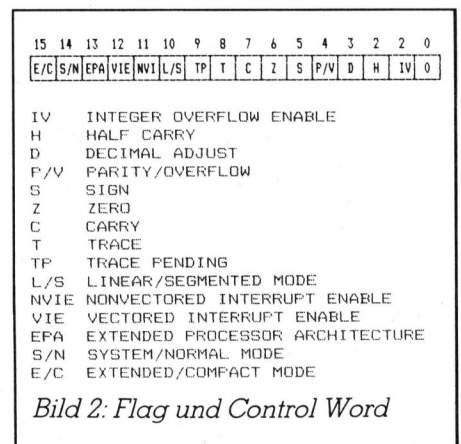 15 14 13 12 11 10 9 8 7 6 5 4 3 2 2 0
E/C S/N EPA VIE NVI L/S TP T C Z S P/V D H IV 0
IV INTEGER OVERFLOW ENABLE
H HALF CARRY
D DECIMAL ADJUST
P/V PARITY/OVERFLOW
S SIGN
Z ZERO
C CARRY
T TRACE
TP TRACE PENDING
L/S LINEAR/SEGMENTED MODE
NVIE NONVECTORED INTERRUPT ENABLE
VIE VECTORED INTERRUPT ENABLE
EPA EXTENDED PROCESSOR ARCHITECTURE
S/N SYSTEM/NORMAL MODE
E/C EXTENDED/COMPACT MODE
Bild 2: Flag und Control Word